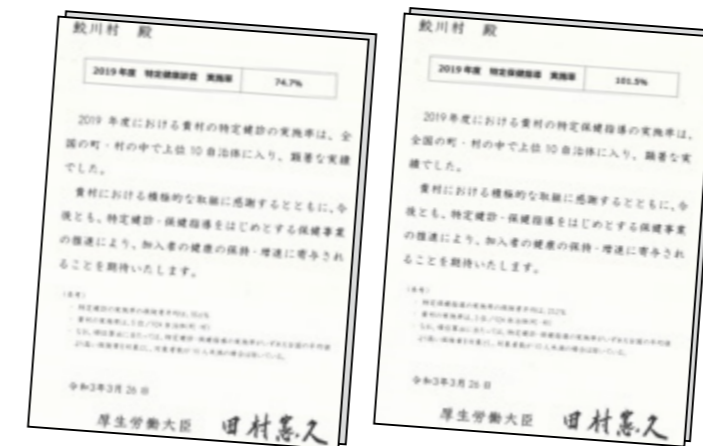 鮫川村　殿
2019年度　特定健康診査　実施率　74.7%
2019 年度における貴村の特定健診の実施率は、全
国の町・村の中で上位 10 自治体に入り、顕著な実績
でした。
貴村における積極的な取組に感謝するとともに、今
後とも、特定健診・保健指導をはじめとする保健事業
の推進により、加入者の健康の保持・増進に寄与され
ることを期待いたします。
（参考）
令和3年3月26日
厚生労働大臣　田村憲久
鮫川村　殿
2019年度　特定保健指導　実施率　101.5%
2019 年度における貴村の特定保健指導の実施率は、
全国の町・村の中で上位 10 自治体に入り、顕著な実
績でした。
貴村における積極的な取組に感謝するとともに、今
後とも、特定健診・保健指導をはじめとする保健事業
の推進により、加入者の健康の保持・増進に寄与され
ることを期待いたします。
（参考）
令和3年3月26日
厚生労働大臣　田村憲久